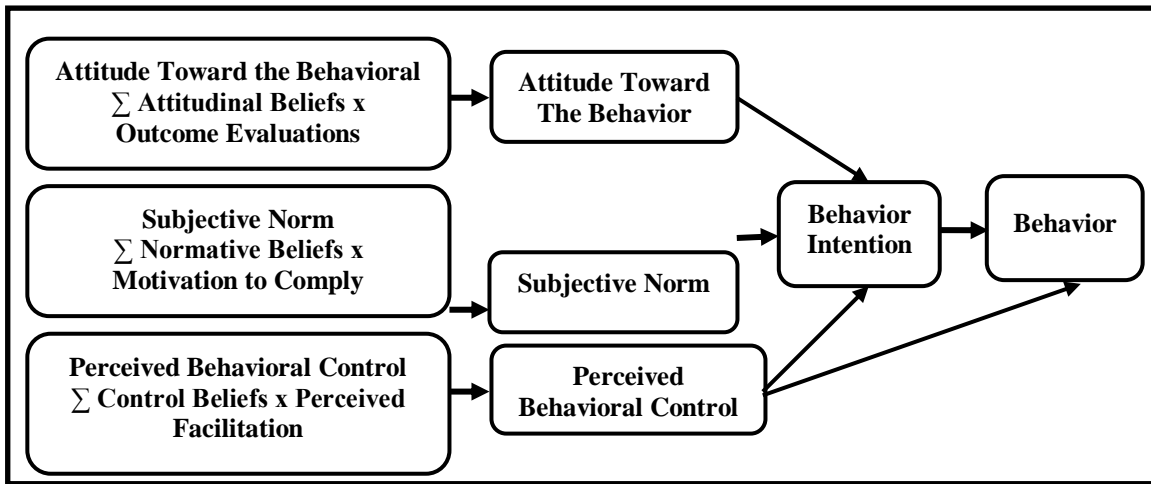 Attitude Toward the Behavioral
∑ Attitudinal Beliefs x
Outcome Evaluations
Attitude Toward
The Behavior
Subjective Norm
∑ Normative Beliefs x
Motivation to Comply
Subjective Norm
Perceived Behavioral Control
∑ Control Beliefs x Perceived
Facilitation
Perceived
Behavioral Control
Behavior
Intention
Behavior